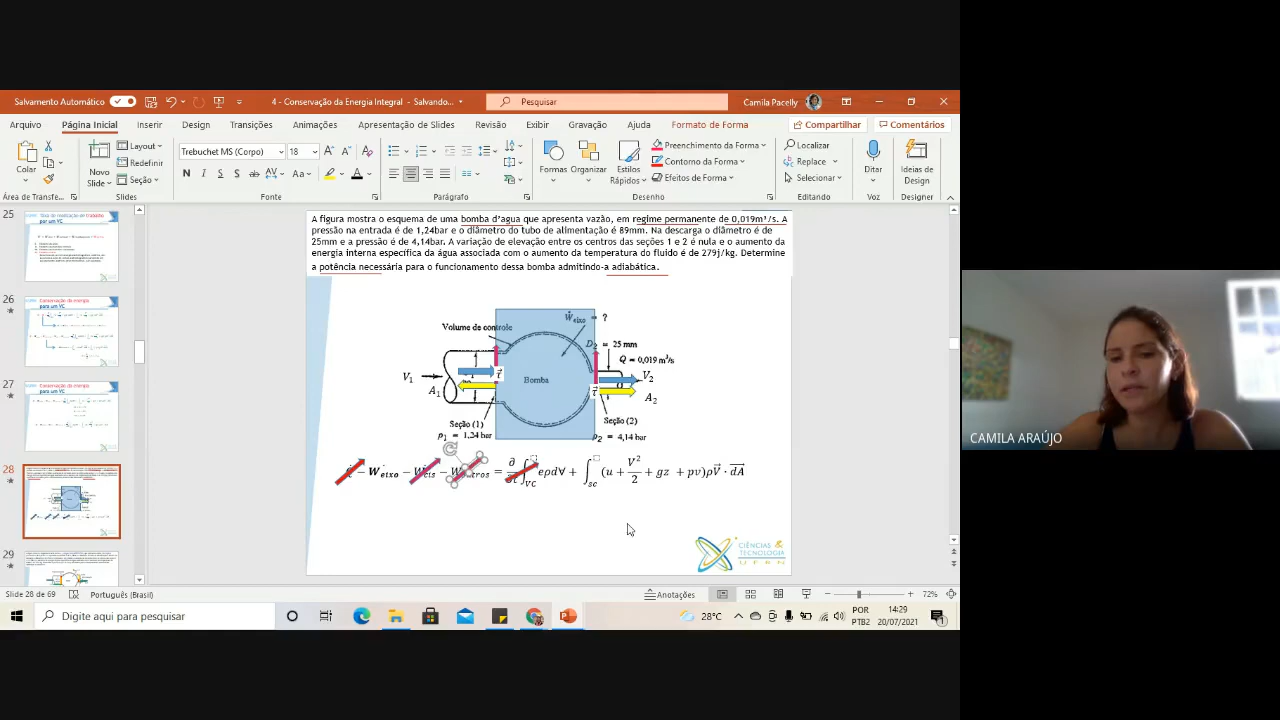 Salvamento Automático
4 - Conservação da Energia Integral - Salvando...
Pesquisar
Camila Pacelly
Arquivo Página Inicial Inserir Design Transições Animações Apresentação de Slides Revisão Exibir Gravação Ajuda Formato de Forma
Compartilhar Comentários
Colar
Novo Slide
Layout
Redefinir
Seção
Trebuchet MS (Corpo) 18
N I S S ab AV Aa A
Formas Organizar Estilos Rápidos
Preenchimento da Forma
Contorno da Forma
Efeitos de Forma
Localizar
Replace
Selecionar
Ditar
Ideias de Design
Área de Transfe... Slides Fonte Parágrafo Desenho Editando Voz Designer
25
26
27
28
29
A figura mostra o esquema de uma bomba d'água que apresenta vazão, em regime permanente de 0,019m³/s. A
pressão na entrada é de 1,24bar e o diâmetro do tubo de alimentação é 89mm. Na descarga o diâmetro é de
25mm e a pressão é de 4,14bar. A variação de elevação entre os centros das seções 1 e 2 é nula e o aumento da
energia interna específica da água associada com o aumento da temperatura do fluido é de 279j/kg. Determine
a potência necessária para o funcionamento dessa bomba admitindo-a adiabática.
Ẇeixo = ?
Volume de controle
D₂ = 25 mm
Q = 0,019 m³/s
V₁
A₁
Bomba
V₂
A₂
Seção (1)
p₁ = 1,24 bar
Seção (2)
p₂ = 4,14 bar
CIÊNCIAS &
TECNOLOGIA
UFRN
Slide 28 de 69 Português (Brasil)
Anotações
72%
Digite aqui para pesquisar
28°C
POR
PTB2
14:29
20/07/2021
CAMILA ARAÚJO